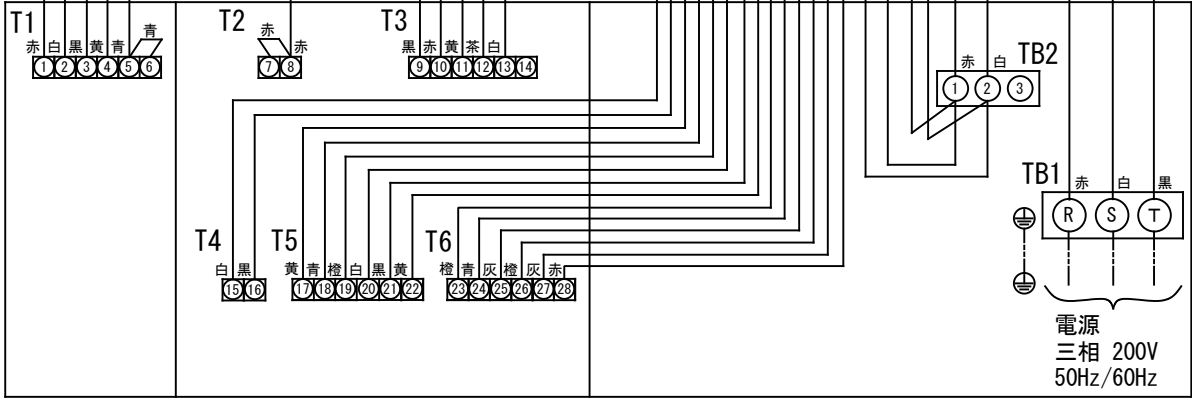 T1
青
赤 白 黒 黄 青
1 2 3 4 5 6
T2
赤
赤
7 8
T3
黒 赤 黄 茶 白
9 10 11 12 13 14
赤 白
TB2
1 2 3
T4
白 黒
15 16
T5
黄 青 橙 白 黒 黄
17 18 19 20 21 22
T6
橙 青 灰 橙 灰 赤
23 24 25 26 27 28
TB1
赤 白 黒
R S T
電源
三相 200V
50Hz/60Hz